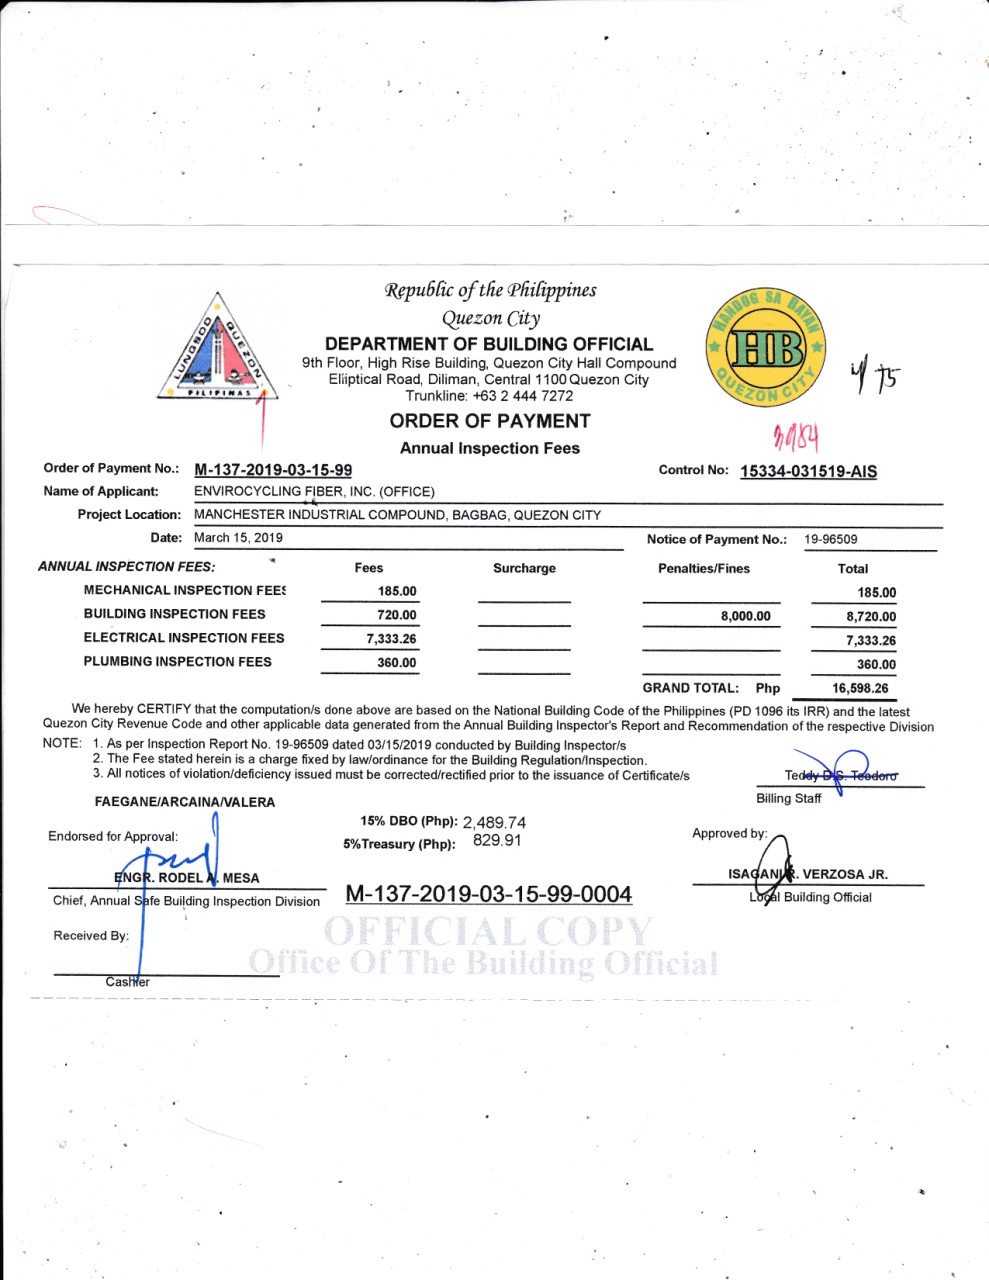 Republic of the Philippines
Quezon City
DEPARTMENT OF BUILDING OFFICIAL
9th Floor, High Rise Building, Quezon City Hall Compound
Elliptical Road, Diliman, Central 1100 Quezon City
Trunkline: +63 2 444 7272
LUNGSOD QUEZON
PILIPINAS
HANDOG SA BAYAN
HB
QUEZON CITY
75
ORDER OF PAYMENT
3984
Annual Inspection Fees
Order of Payment No.: M-137-2019-03-15-99 Control No: 15334-031519-AIS
Name of Applicant: ENVIROCYCLING FIBER, INC. (OFFICE)
Project Location: MANCHESTER INDUSTRIAL COMPOUND, BAGBAG, QUEZON CITY
Date: March 15, 2019 Notice of Payment No.: 19-96509
ANNUAL INSPECTION FEES: Fees Surcharge Penalties/Fines Total
MECHANICAL INSPECTION FEES 185.00 185.00
BUILDING INSPECTION FEES 720.00 8,000.00 8,720.00
ELECTRICAL INSPECTION FEES 7,333.26 7,333.26
PLUMBING INSPECTION FEES 360.00 360.00
GRAND TOTAL: Php 16,598.26
We hereby CERTIFY that the computation/s done above are based on the National Building Code of the Philippines (PD 1096 its IRR) and the latest
Quezon City Revenue Code and other applicable data generated from the Annual Building Inspector's Report and Recommendation of the respective Division
NOTE: 1. As per Inspection Report No. 19-96509 dated 03/15/2019 conducted by Building Inspector/s
2. The Fee stated herein is a charge fixed by law/ordinance for the Building Regulation/Inspection.
3. All notices of violation/deficiency issued must be corrected/rectified prior to the issuance of Certificate/s
Teddy D.S. Teodoro
Billing Staff
FAEGANE/ARCAINA/VALERA
15% DBO (Php): 2,489.74
5%Treasury (Php): 829.91
Endorsed for Approval:
Approved by:
ENGR. RODEL A. MESA
Chief, Annual Safe Building Inspection Division
ISAGANI R. VERZOSA JR.
Local Building Official
M-137-2019-03-15-99-0004
Received By:
Cashier
OFFICIAL COPY
Office Of The Building Official